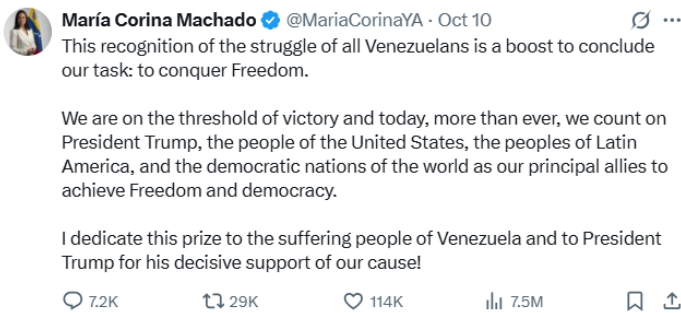 María Corina Machado @MariaCorinaYA · Oct 10
This recognition of the struggle of all Venezuelans is a boost to conclude
our task: to conquer Freedom.
We are on the threshold of victory and today, more than ever, we count on
President Trump, the people of the United States, the peoples of Latin
America, and the democratic nations of the world as our principal allies to
achieve Freedom and democracy.
I dedicate this prize to the suffering people of Venezuela and to President
Trump for his decisive support of our cause!
7.2K 29K 114K 7.5M